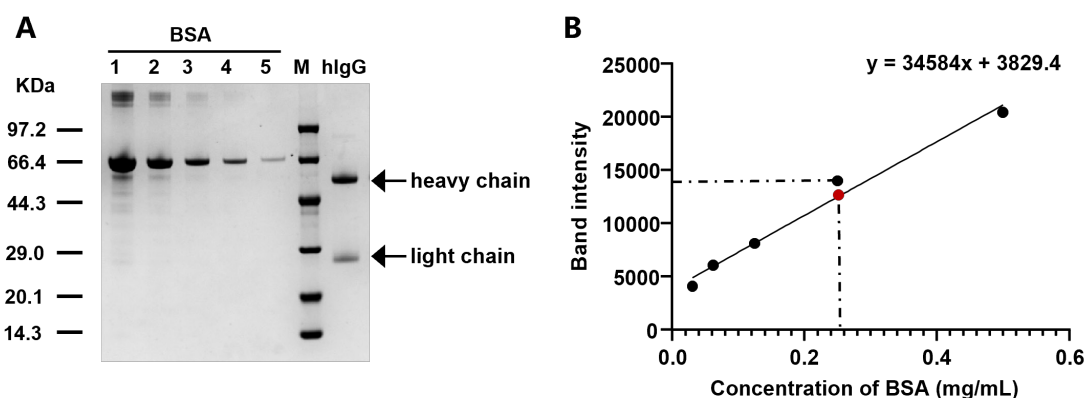 A
BSA
1 2 3 4 5 M hIgG
KDa
97.2
66.4
44.3
29.0
20.1
14.3
heavy chain
light chain
B
y = 34584x + 3829.4
Band intensity
25000
20000
15000
10000
5000
0
0.0 0.2 0.4 0.6
Concentration of BSA (mg/mL)